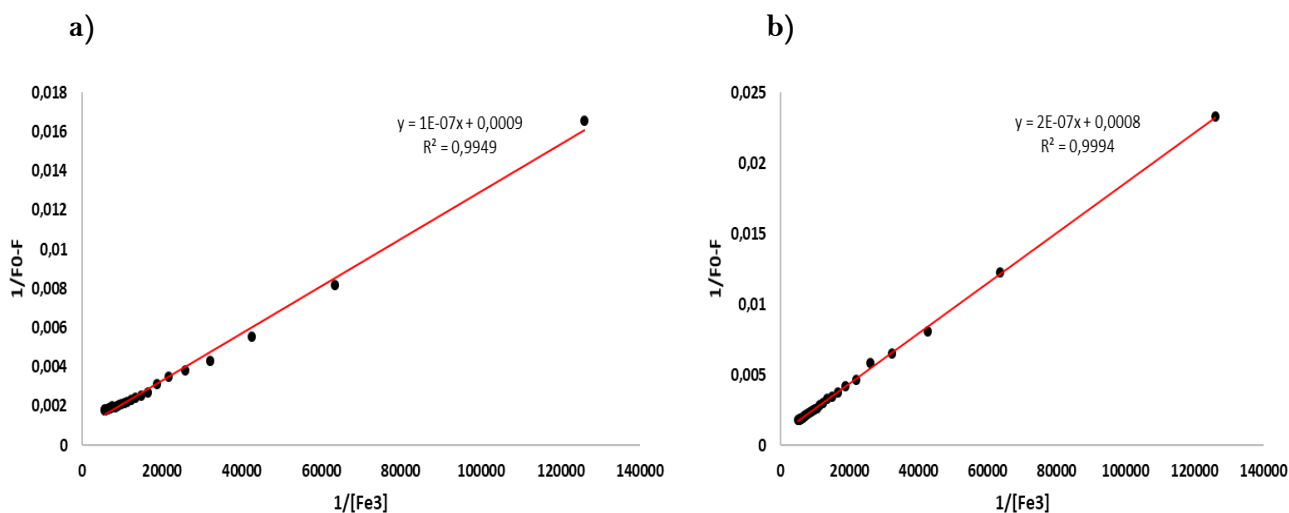 a)
0,018
0,016
0,014
0,012
0,01
0,008
0,006
0,004
0,002
0
y = 1E-07x + 0,0009
R² = 0,9949
1/F0-F
0 20000 40000 60000 80000 100000 120000 140000
1/[Fe3]
b)
0,025
0,02
0,015
0,01
0,005
0
y = 2E-07x + 0,0008
R² = 0,9994
1/F0-F
0 20000 40000 60000 80000 100000 120000 140000
1/[Fe3]